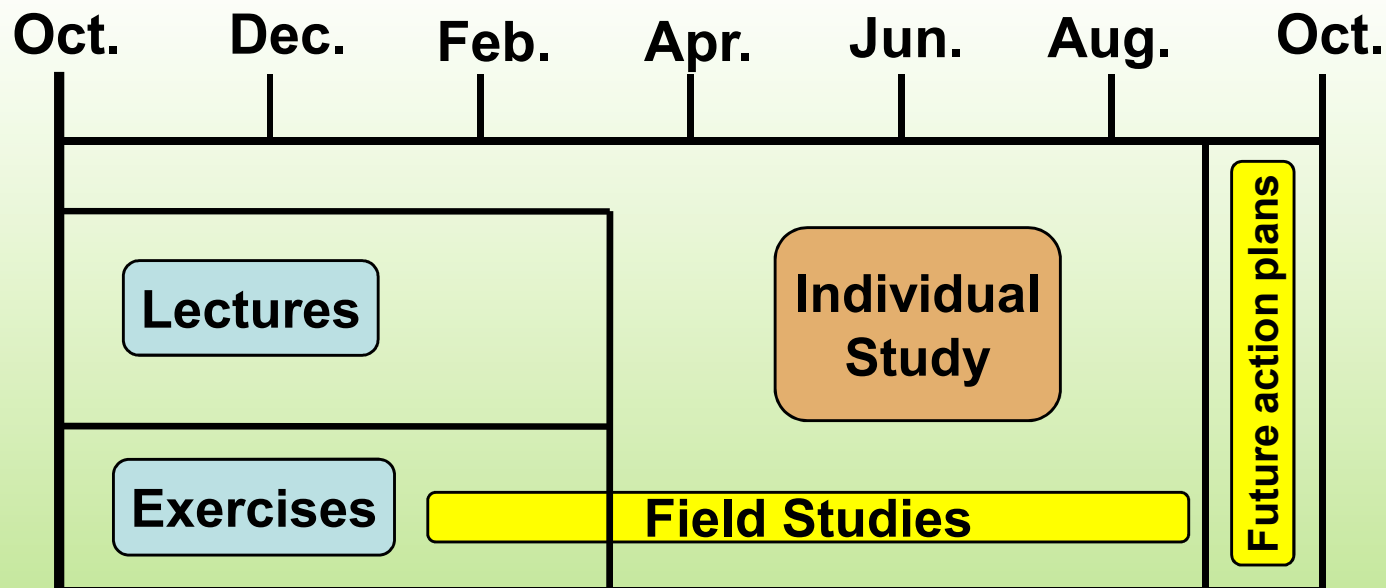 Oct. Dec. Feb. Apr. Jun. Aug. Oct.
Lectures
Individual
Study
Exercises
Field Studies
Future action plans